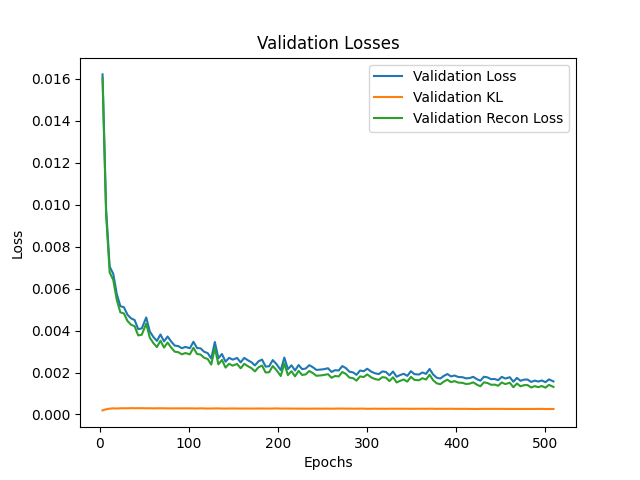 Validation Losses
Validation Loss
Validation KL
Validation Recon Loss
0.016
0.014
0.012
0.010
0.008
0.006
0.004
0.002
0.000
Loss
0 100 200 300 400 500
Epochs